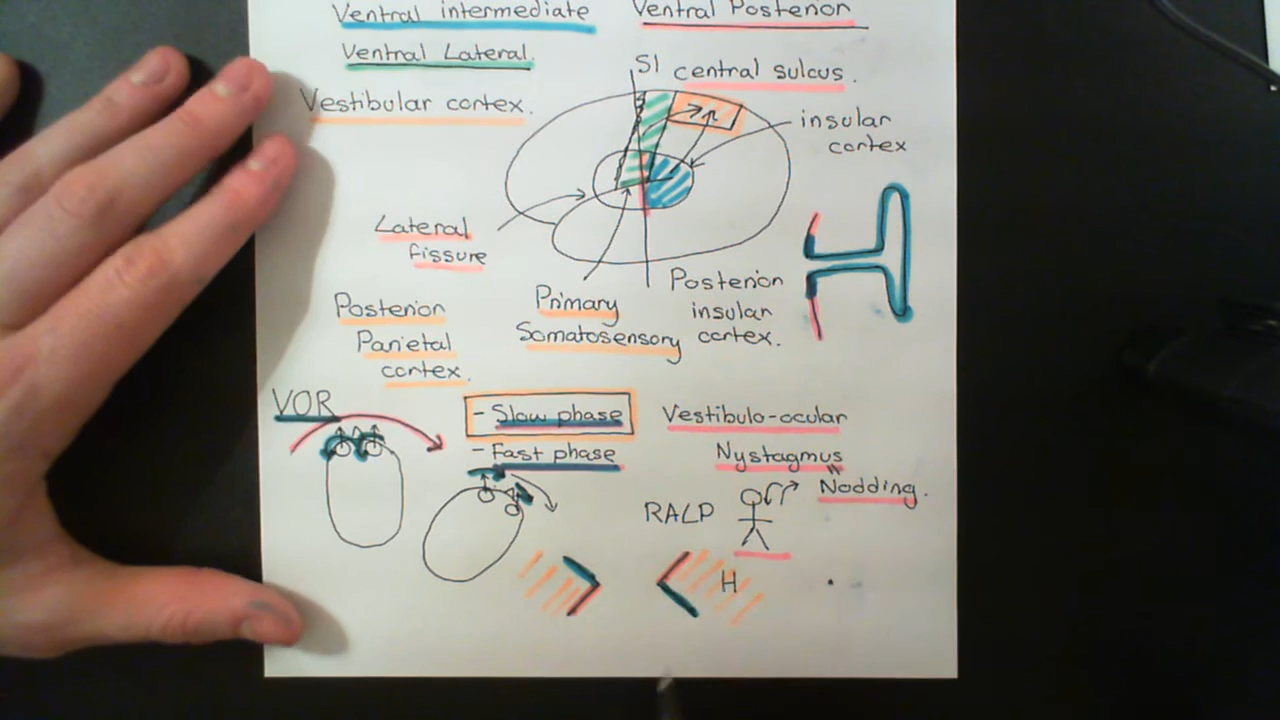 Ventral intermediate
Ventral Posterior
Ventral Lateral.
S1
central sulcus.
Vestibular cortex.
insular
cortex
Lateral
fissure
Posterior
Parietal
cortex.
Primary
Somatosensory
Posterior
insular
cortex.
VOR
- Slow phase
- Fast phase
Vestibulo-ocular
Nystagmus
Nodding.
RALP
H